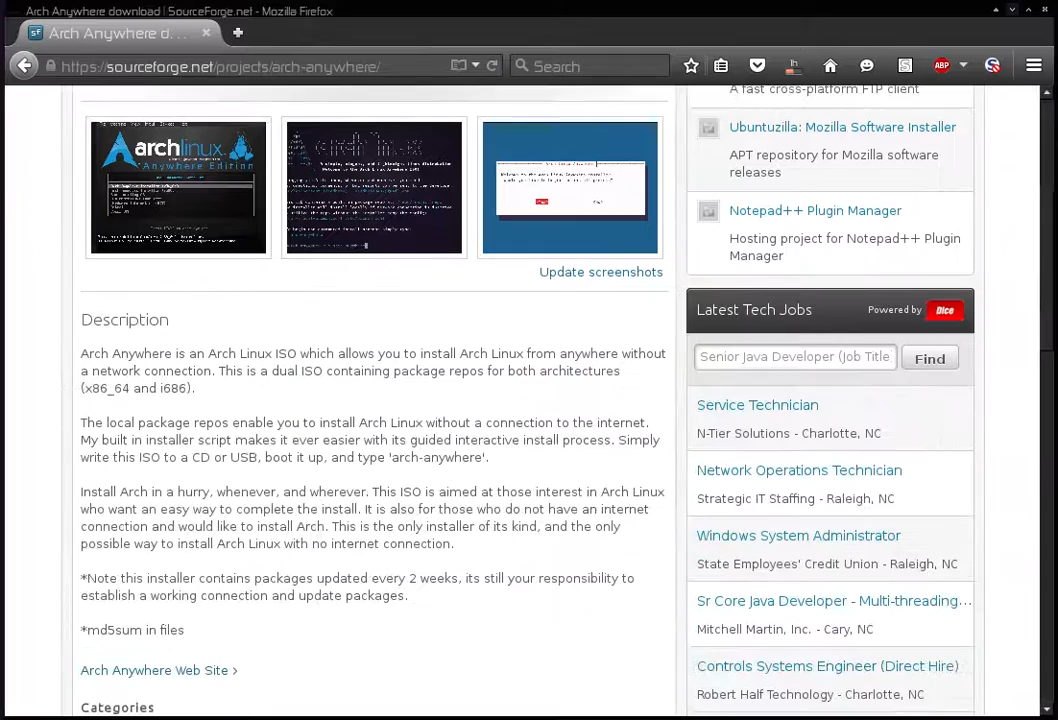 Arch Anywhere download | SourceForge.net - Mozilla Firefox
Arch Anywhere d...
https://sourceforge.net/projects/arch-anywhere/
Search
ABP
archlinux
Anywhere Edition
Update screenshots
Description
Arch Anywhere is an Arch Linux ISO which allows you to install Arch Linux from anywhere without
a network connection. This is a dual ISO containing package repos for both architectures
(x86_64 and i686).
The local package repos enable you to install Arch Linux without a connection to the internet.
My built in installer script makes it ever easier with its guided interactive install process. Simply
write this ISO to a CD or USB, boot it up, and type 'arch-anywhere'.
Install Arch in a hurry, whenever, and wherever. This ISO is aimed at those interest in Arch Linux
who want an easy way to complete the install. It is also for those who do not have an internet
connection and would like to install Arch. This is the only installer of its kind, and the only
possible way to install Arch Linux with no internet connection.
*Note this installer contains packages updated every 2 weeks, its still your responsibility to
establish a working connection and update packages.
*md5sum in files
Arch Anywhere Web Site >
Categories
A fast cross-platform FTP client
Ubuntuzilla: Mozilla Software Installer
APT repository for Mozilla software
releases
Notepad++ Plugin Manager
Hosting project for Notepad++ Plugin
Manager
Latest Tech Jobs
Powered by Dice
Senior Java Developer (Job Title
Find
Service Technician
N-Tier Solutions - Charlotte, NC
Network Operations Technician
Strategic IT Staffing - Raleigh, NC
Windows System Administrator
State Employees' Credit Union - Raleigh, NC
Sr Core Java Developer - Multi-threading...
Mitchell Martin, Inc. - Cary, NC
Controls Systems Engineer (Direct Hire)
Robert Half Technology - Charlotte, NC